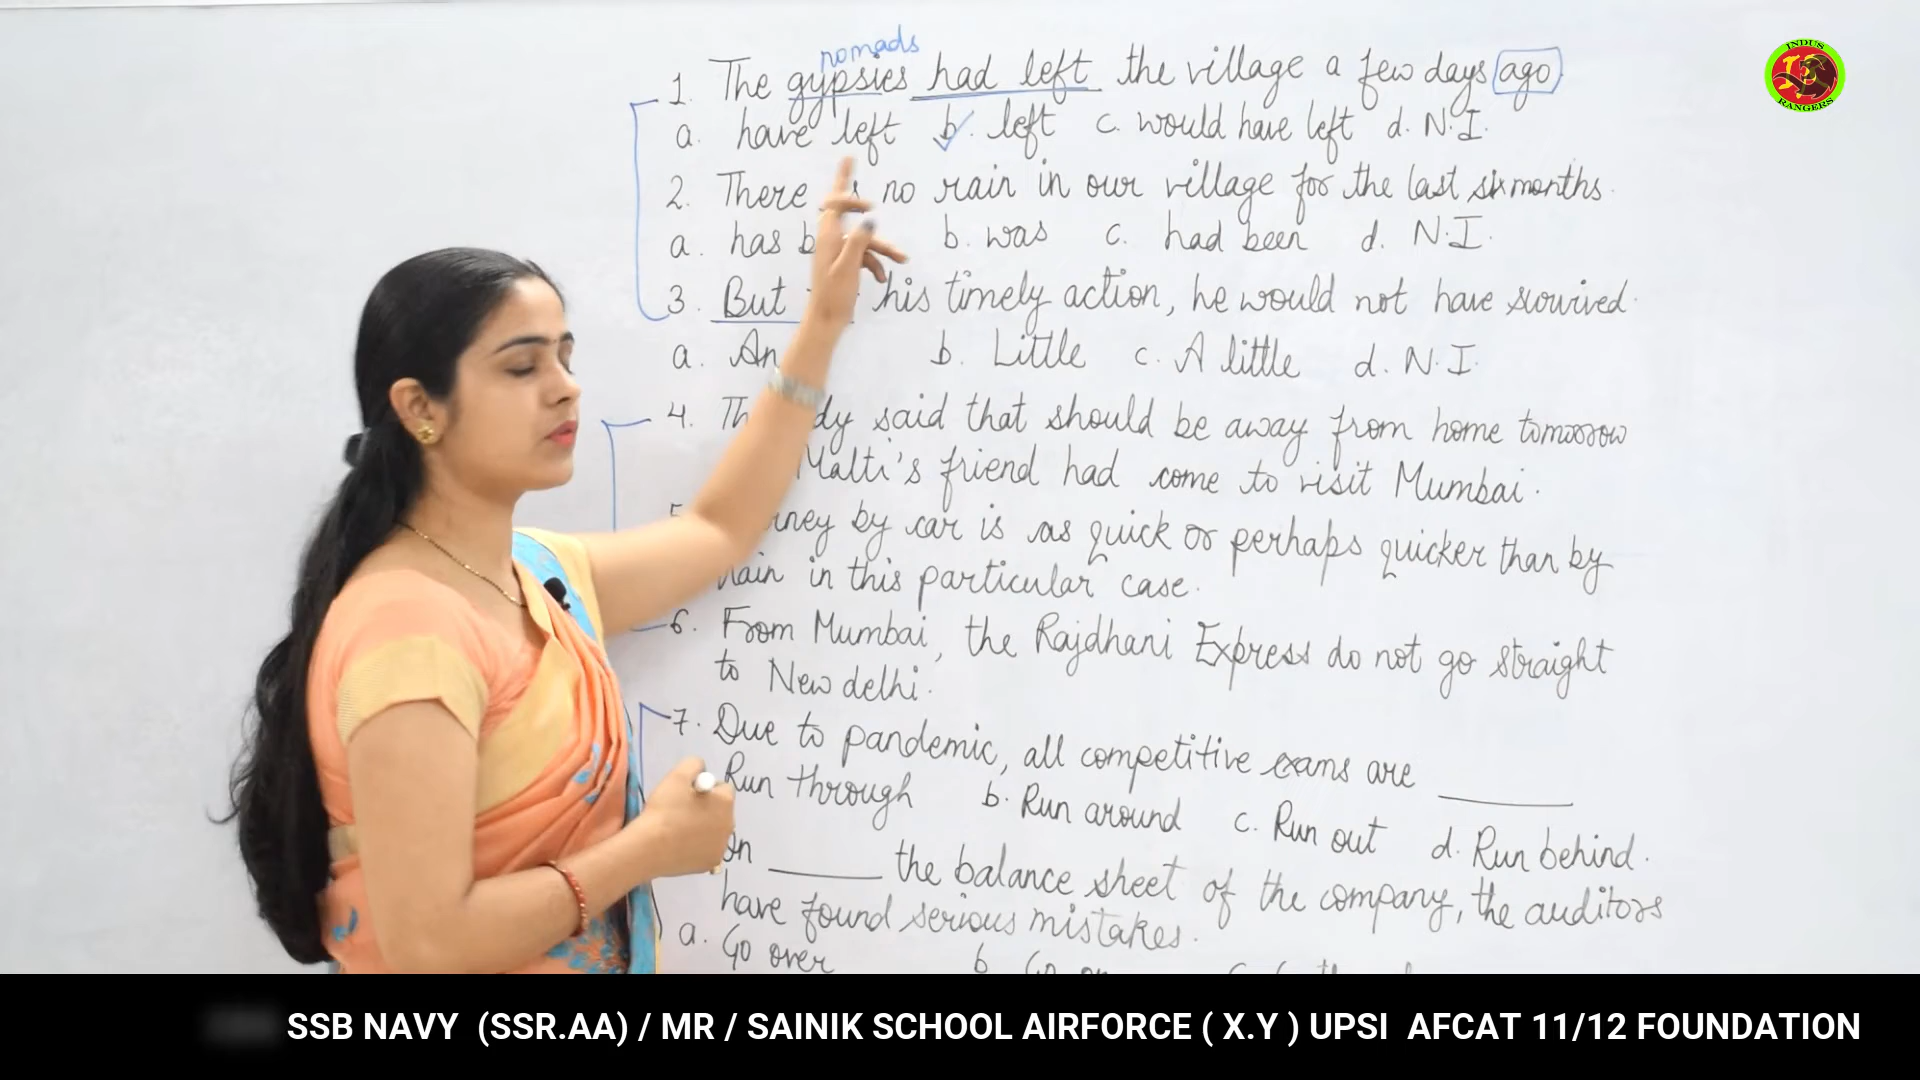 nomads
1. The gypsies had left the village a few days ago
a. have left b. left c. would have left d. N.I.
2. There no rain in our village for the last six months.
a. has b. was c. had been d. N.I.
3. But his timely action, he would not have survived.
a. b. Little c. A little d. N.I.
4. said that should be away from home tomorrow
Malti's friend had come to visit Mumbai.
by car is as quick or perhaps quicker than by
in this particular case.
6. From Mumbai, the Rajdhani Express do not go straight
to New delhi.
7. Due to pandemic, all competitive exams are ______
Run through b. Run around c. Run out d. Run behind.
On ______ the balance sheet of the company, the auditors
have found serious mistakes.
a. Go over b
INDUS
RANGERS
SSB NAVY (SSR.AA) / MR / SAINIK SCHOOL AIRFORCE ( X.Y ) UPSI AFCAT 11/12 FOUNDATION